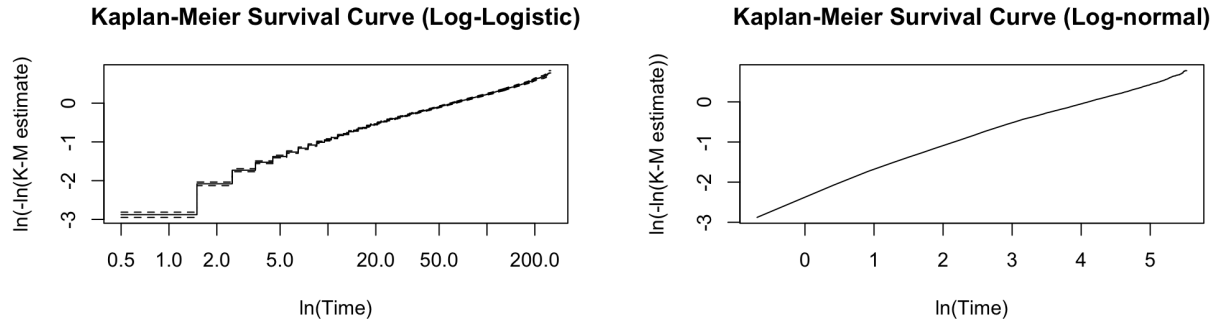 Kaplan-Meier Survival Curve (Log-Logistic)
ln(-ln(K-M estimate)
0
-1
-2
-3
0.5 1.0 2.0 5.0 20.0 50.0 200.0
ln(Time)
Kaplan-Meier Survival Curve (Log-normal)
ln(-ln(K-M estimate))
0
-1
-2
-3
0 1 2 3 4 5
ln(Time)